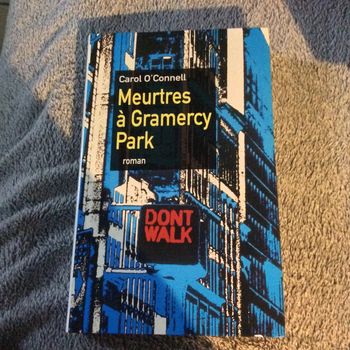 Carol O'Connell
Meurtres
à Gramercy
Park
roman
DONT
WALK